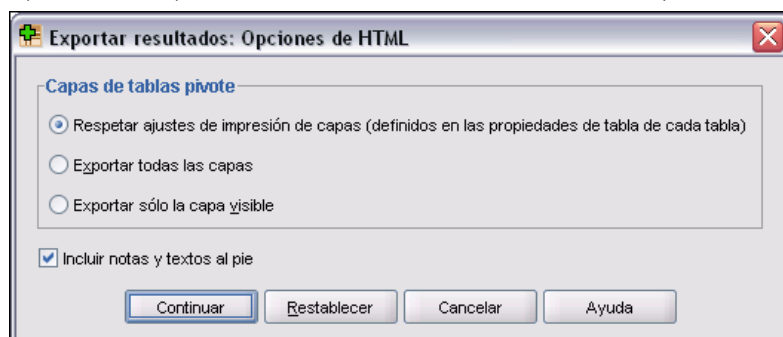 Exportar resultados: Opciones de HTML
Capas de tablas pivote
Respetar ajustes de impresión de capas (definidos en las propiedades de tabla de cada tabla)
Exportar todas las capas
Exportar sólo la capa visible
Incluir notas y textos al pie
Continuar Restablecer Cancelar Ayuda